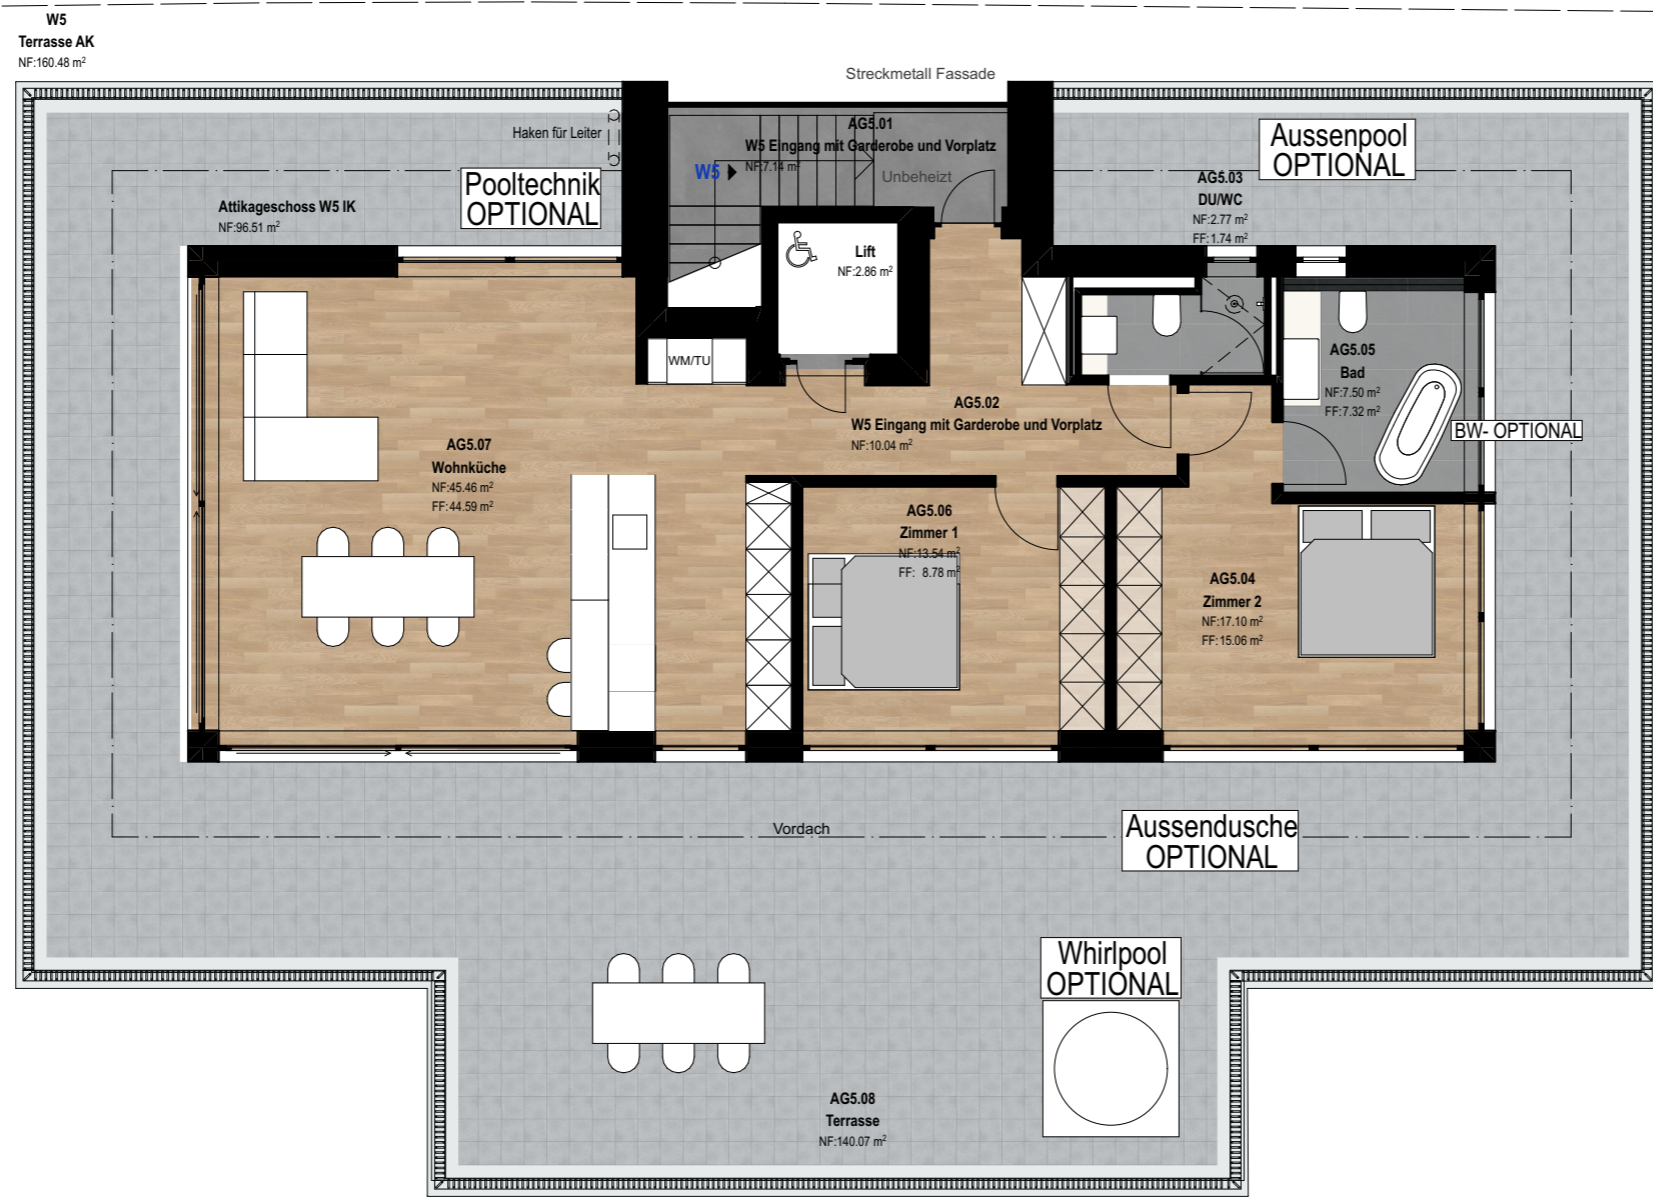 W5
Terrasse AK
NF:160.48 m²
Streckmetall Fassade
Haken für Leiter
AG5.01
W5 Eingang mit Garderobe und Vorplatz
NF:7.14 m²
W5
Unbeheizt
Aussenpool
OPTIONAL
Pooltechnik
OPTIONAL
Attikageschoss W5 IK
NF:96.51 m²
AG5.03
DU/WC
NF:2.77 m²
FF:1.74 m²
Lift
NF:2.86 m²
WM/TU
AG5.05
Bad
NF:7.50 m²
FF:7.32 m²
BW- OPTIONAL
AG5.02
W5 Eingang mit Garderobe und Vorplatz
NF:10.04 m²
AG5.07
Wohnküche
NF:45.46 m²
FF:44.59 m²
AG5.06
Zimmer 1
NF:13.54 m²
FF: 8.78 m²
AG5.04
Zimmer 2
NF:17.10 m²
FF:15.06 m²
Vordach
Aussendusche
OPTIONAL
Whirlpool
OPTIONAL
AG5.08
Terrasse
NF:140.07 m²